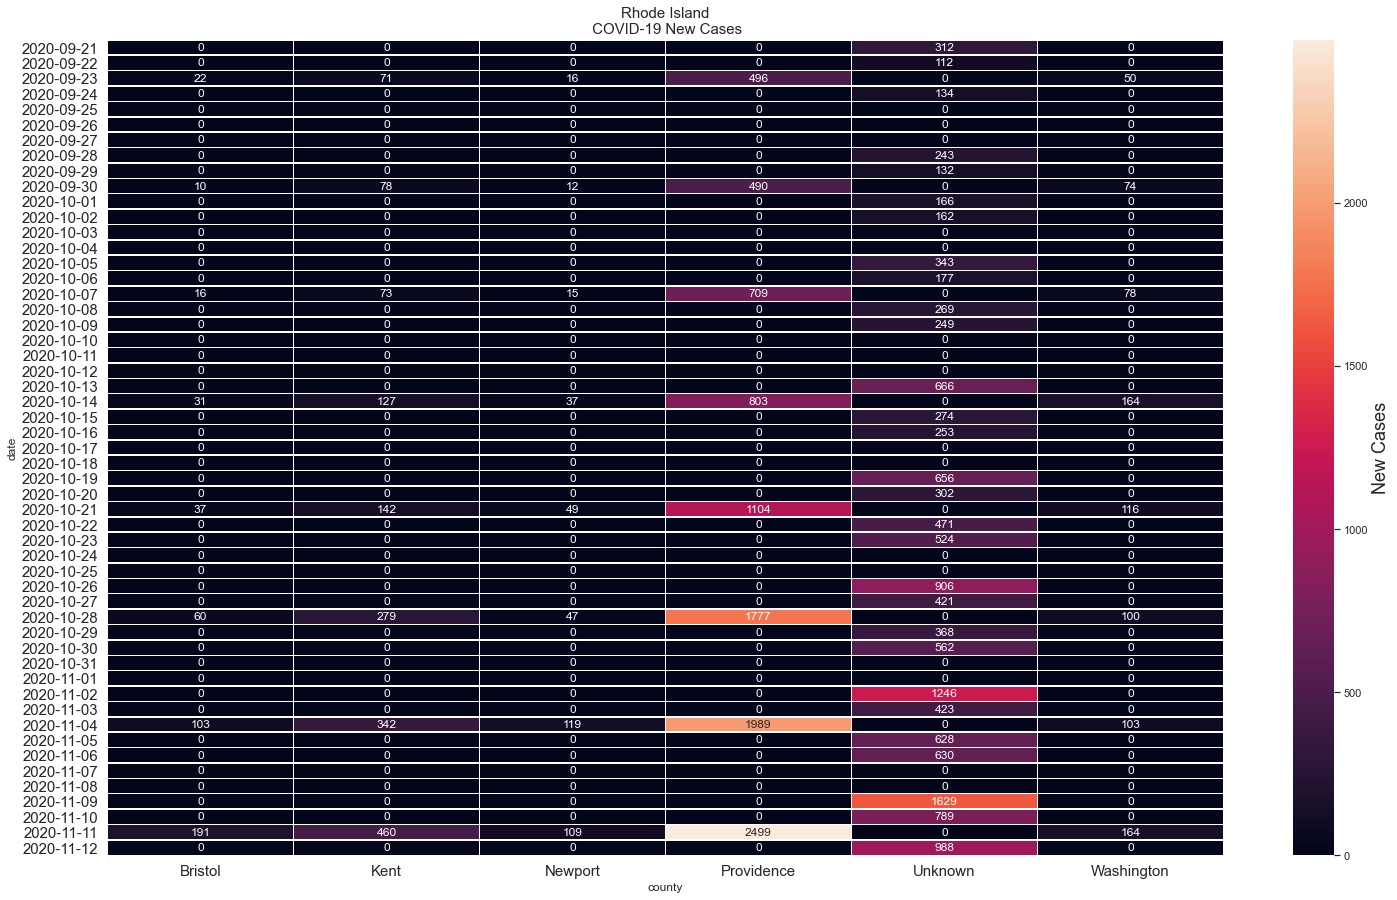 Rhode Island
COVID-19 New Cases
2020-09-21 0 0 0 0 312 0
2020-09-22 0 0 0 0 112 0
2020-09-23 22 71 16 496 0 50
2020-09-24 0 0 0 0 134 0
2020-09-25 0 0 0 0 0 0
2020-09-26 0 0 0 0 0 0
2020-09-27 0 0 0 0 0 0
2020-09-28 0 0 0 0 243 0
2020-09-29 0 0 0 0 132 0
2020-09-30 10 78 12 490 0 74
2020-10-01 0 0 0 0 166 0
2020-10-02 0 0 0 0 162 0
2020-10-03 0 0 0 0 0 0
2020-10-04 0 0 0 0 0 0
2020-10-05 0 0 0 0 343 0
2020-10-06 0 0 0 0 177 0
2020-10-07 16 73 15 709 0 78
2020-10-08 0 0 0 0 269 0
2020-10-09 0 0 0 0 249 0
2020-10-10 0 0 0 0 0 0
2020-10-11 0 0 0 0 0 0
2020-10-12 0 0 0 0 0 0
2020-10-13 0 0 0 0 666 0
2020-10-14 31 127 37 803 0 164
2020-10-15 0 0 0 0 274 0
2020-10-16 0 0 0 0 253 0
2020-10-17 0 0 0 0 0 0
2020-10-18 0 0 0 0 0 0
2020-10-19 0 0 0 0 656 0
2020-10-20 0 0 0 0 302 0
2020-10-21 37 142 49 1104 0 116
2020-10-22 0 0 0 0 471 0
2020-10-23 0 0 0 0 524 0
2020-10-24 0 0 0 0 0 0
2020-10-25 0 0 0 0 0 0
2020-10-26 0 0 0 0 906 0
2020-10-27 0 0 0 0 421 0
2020-10-28 60 279 47 1777 0 100
2020-10-29 0 0 0 0 368 0
2020-10-30 0 0 0 0 562 0
2020-10-31 0 0 0 0 0 0
2020-11-01 0 0 0 0 0 0
2020-11-02 0 0 0 0 1246 0
2020-11-03 0 0 0 0 423 0
2020-11-04 103 342 119 1989 0 103
2020-11-05 0 0 0 0 628 0
2020-11-06 0 0 0 0 630 0
2020-11-07 0 0 0 0 0 0
2020-11-08 0 0 0 0 0 0
2020-11-09 0 0 0 0 1629 0
2020-11-10 0 0 0 0 789 0
2020-11-11 191 460 109 2499 0 164
2020-11-12 0 0 0 0 988 0
Bristol Kent Newport Providence Unknown Washington
county
date
2000
1500
1000
500
0
New Cases